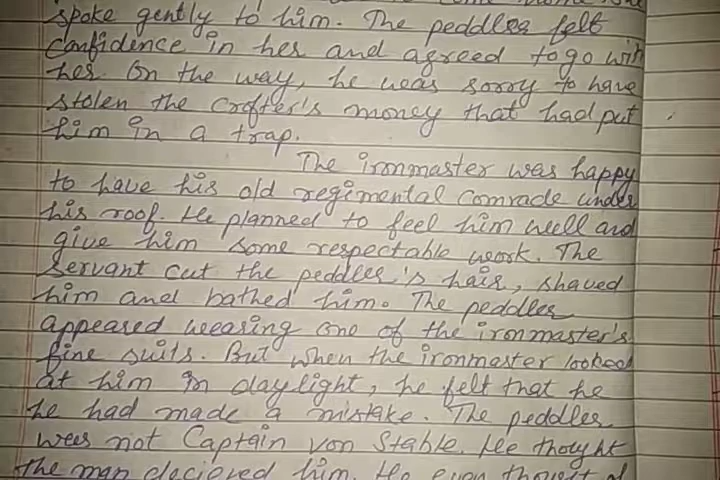 spoke gently to him. The peddler felt
confidence in her and agreed to go with
her. On the way, he was sorry to have
stolen the crofter's money that had put
him in a trap.
The ironmaster was happy
to have his old regimental comrade under
his roof. He planned to feel him well and
give him some respectable work. The
servant cut the peddler's hair, shaved
him and bathed him. The peddler
appeared wearing one of the ironmaster's
fine suits. But when the ironmaster looked
at him in daylight, he felt that he
he had made a mistake. The peddler
was not Captain von Stahle. He thought
the man decieved him. He even thought of